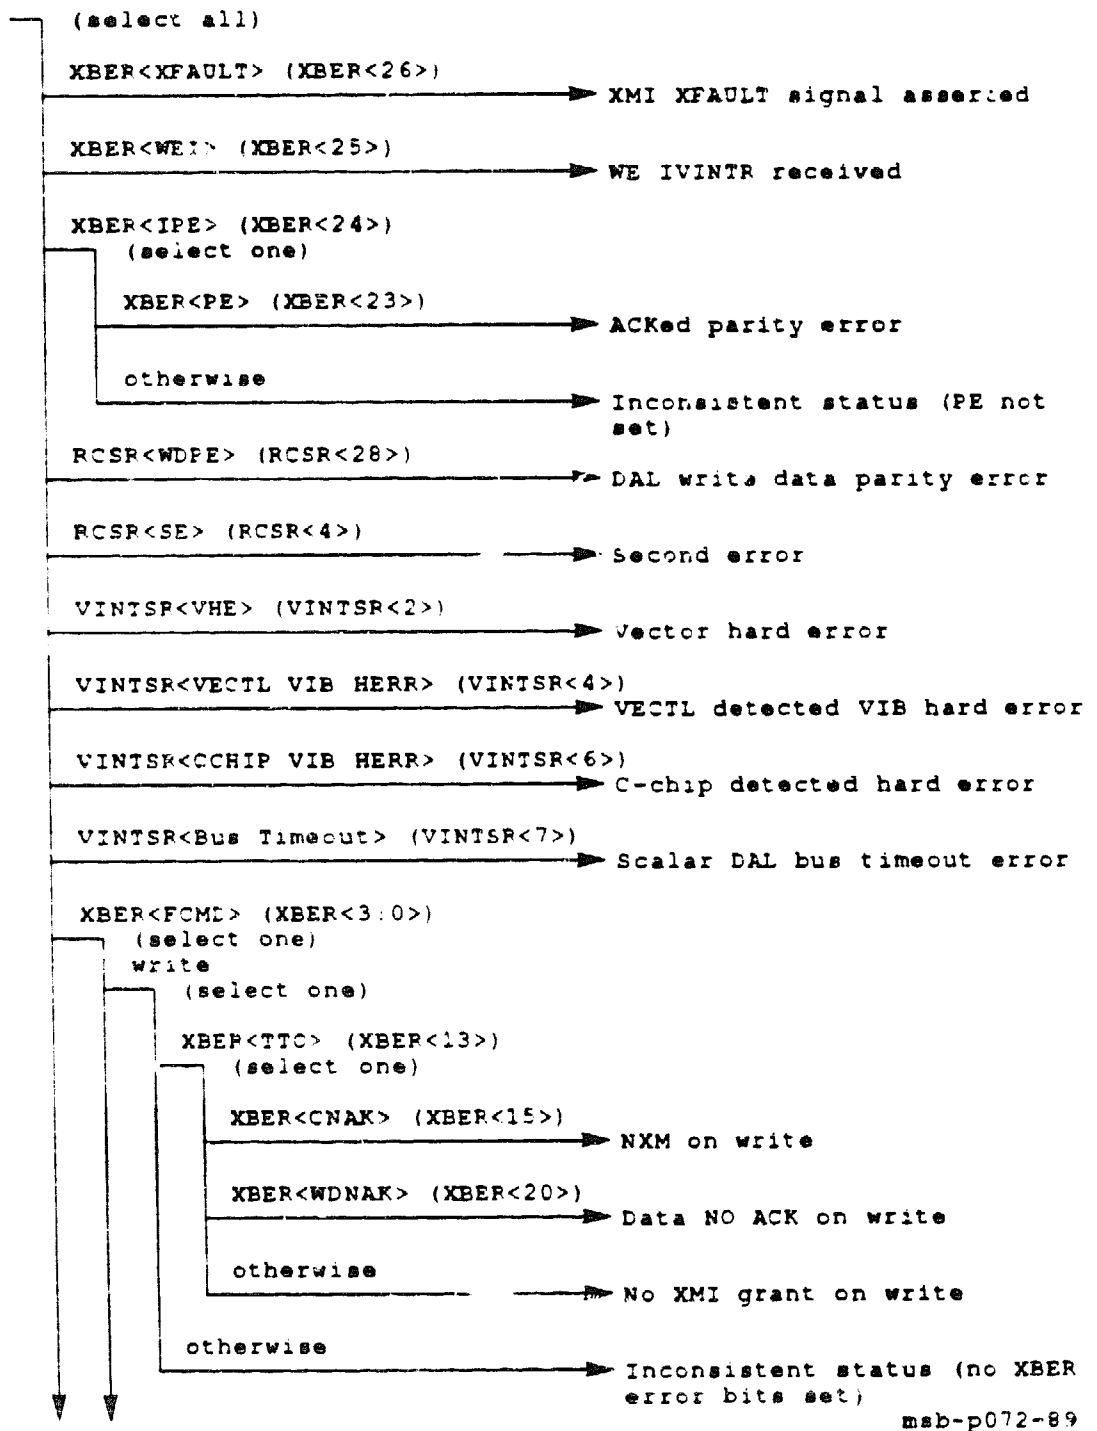 (select all)
XBER<XFAULT> (XBER<26>)
XMI XFAULT signal asserted
XBER<WEI> (XBER<25>)
WE IVINTR received
XBER<IPE> (XBER<24>)
(select one)
XBER<PE> (XBER<23>)
ACKed parity error
otherwise
Inconsistent status (PE not
set)
RCSR<WDPE> (RCSR<28>)
DAL write data parity error
RCSR<SE> (RCSR<4>)
Second error
VINTSR<VHE> (VINTSR<2>)
Vector hard error
VINTSR<VECTL VIB HERR> (VINTSR<4>)
VECTL detected VIB hard error
VINTSR<CCHIP VIB HERR> (VINTSR<6>)
C-chip detected hard error
VINTSR<Bus Timeout> (VINTSR<7>)
Scalar DAL bus timeout error
XBER<FCMD> (XBER<3:0>)
(select one)
write
(select one)
XBER<TTO> (XBER<13>)
(select one)
XBER<CNAK> (XBER<15>)
NXM on write
XBER<WDNAK> (XBER<20>)
Data NO ACK on write
otherwise
No XMI grant on write
otherwise
Inconsistent status (no XBER
error bits set)
msb-p072-89